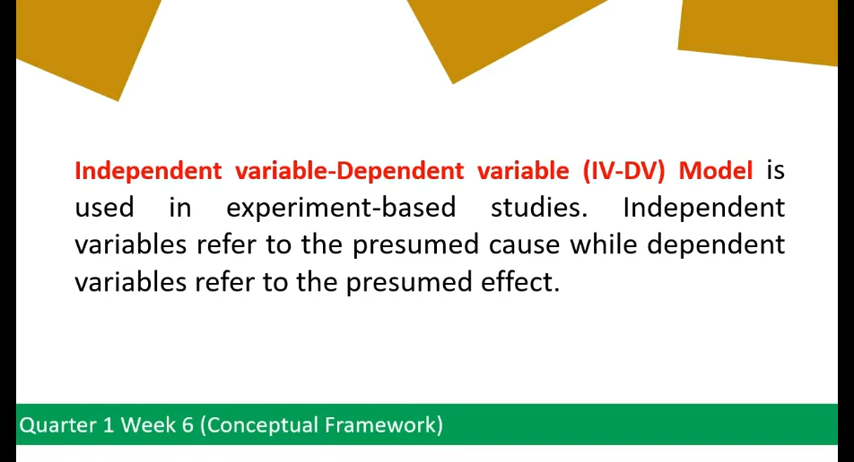 Independent variable-Dependent variable (IV-DV) Model is
used in experiment-based studies. Independent
variables refer to the presumed cause while dependent
variables refer to the presumed effect.
Quarter 1 Week 6 (Conceptual Framework)